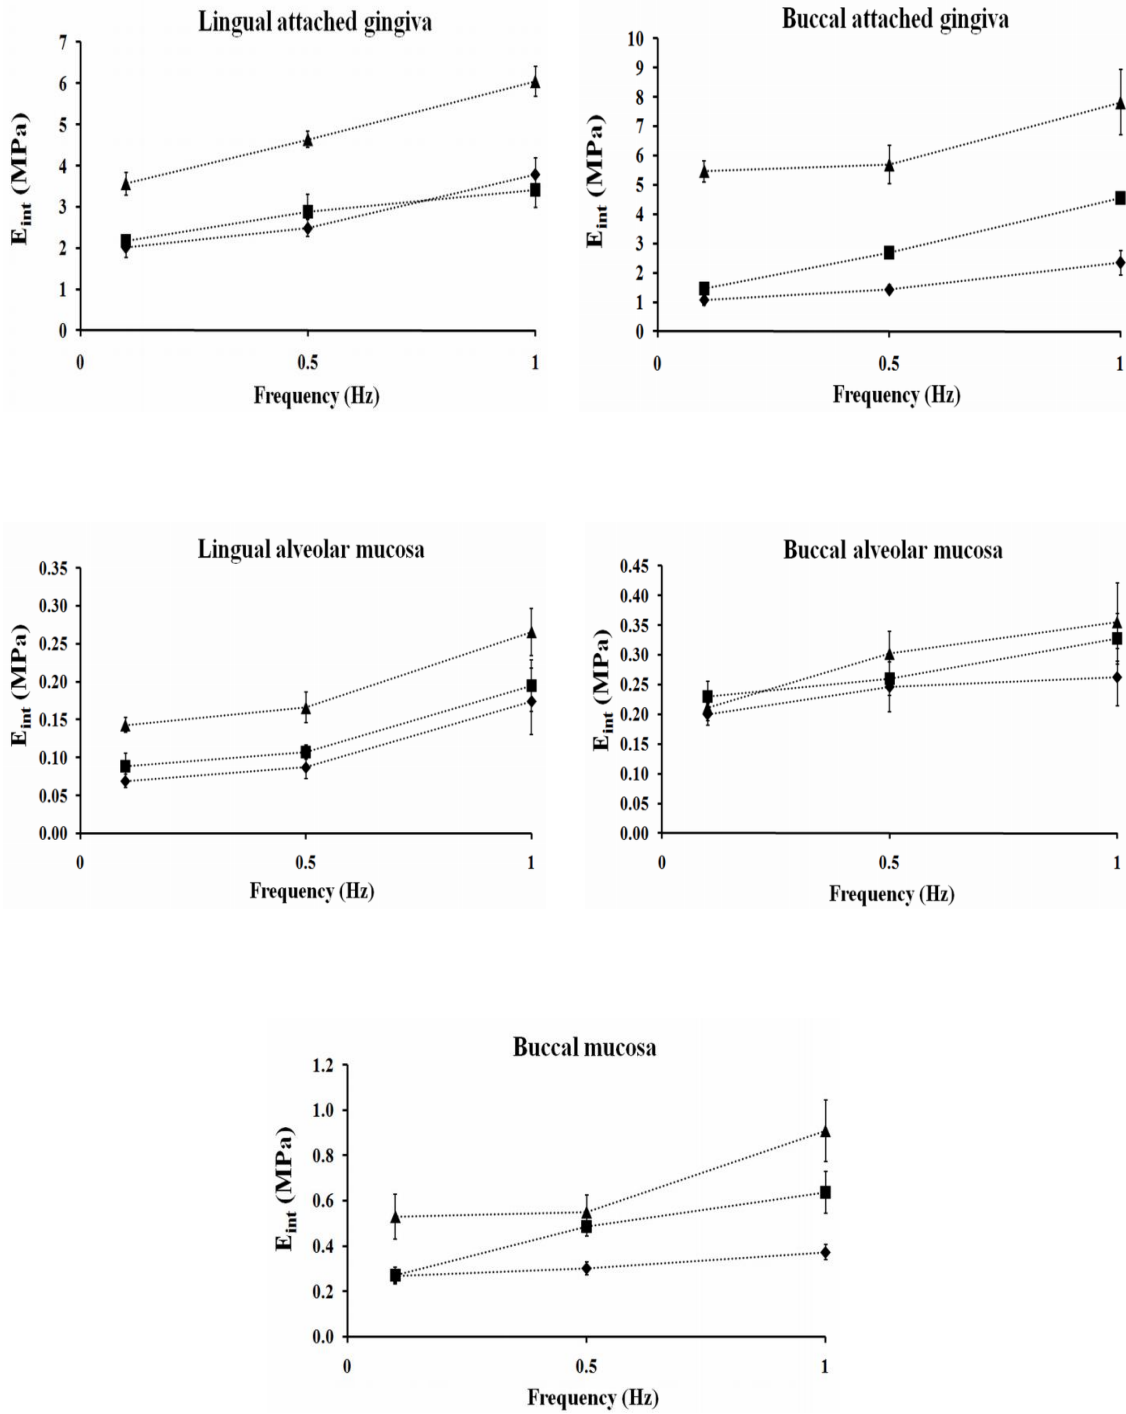 Lingual attached gingiva
7
6
5
4
3
2
1
0
E_int (MPa)
0 0.5 1
Frequency (Hz)
Buccal attached gingiva
10
9
8
7
6
5
4
3
2
1
0
E_int (MPa)
0 0.5 1
Frequency (Hz)
Lingual alveolar mucosa
0.35
0.30
0.25
0.20
0.15
0.10
0.05
0.00
E_int (MPa)
0 0.5 1
Frequency (Hz)
Buccal alveolar mucosa
0.45
0.40
0.35
0.30
0.25
0.20
0.15
0.10
0.05
0.00
E_int (MPa)
0 0.5 1
Frequency (Hz)
Buccal mucosa
1.2
1.0
0.8
0.6
0.4
0.2
0.0
E_int (MPa)
0 0.5 1
Frequency (Hz)